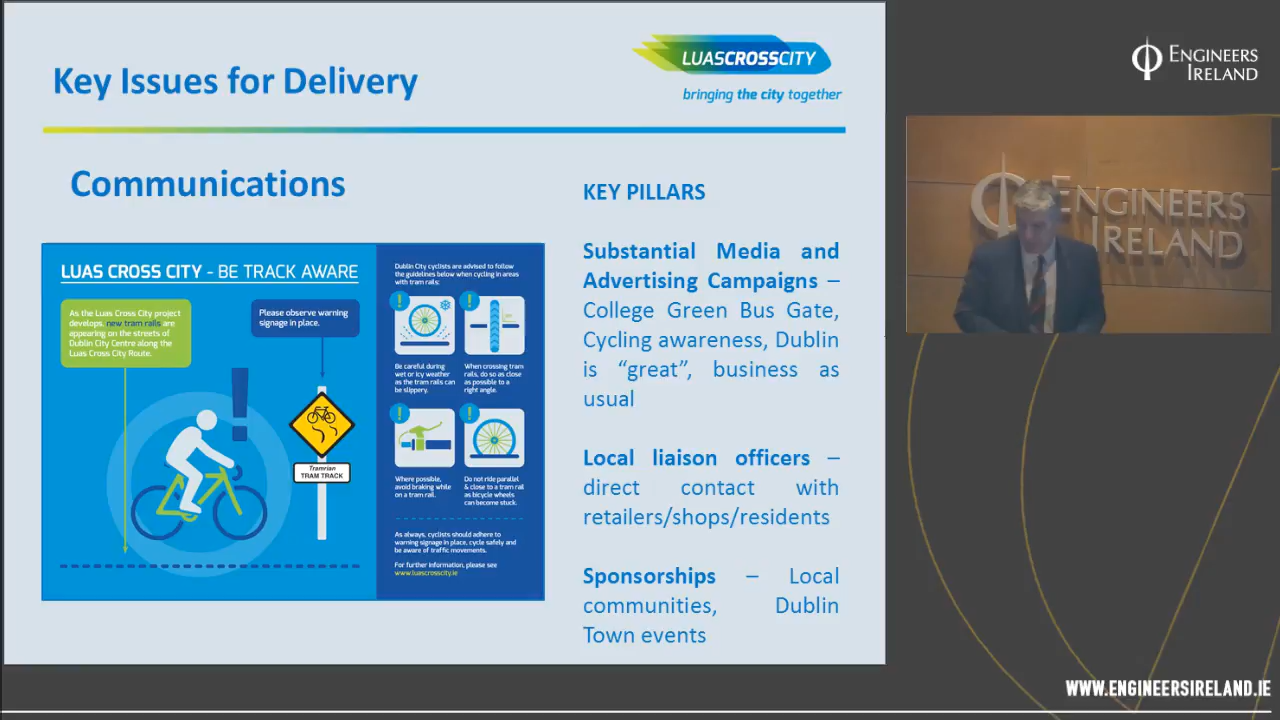 Key Issues for Delivery
LUASCROSSCITY
bringing the city together
Communications
LUAS CROSS CITY - BE TRACK AWARE
As the Luas Cross City project
develops, new tram rails are
appearing on the streets of
Dublin City Centre along the
Luas Cross City Route.
Please observe warning
signage in place.
Tramrian
TRAM TRACK
Dublin City cyclists are advised to follow
the guidelines below when cycling in areas
with tram rails:
Be careful during
wet or icy weather
as the tram rails can
be slippery.
When crossing tram
rails, do so as close
as possible to a
right angle.
Where possible,
avoid braking while
on a tram rail.
Do not ride parallel
& close to a tram rail
as bicycle wheels
can become stuck.
As always, cyclists should adhere to
warning signage in place, cycle safely and
be aware of traffic movements.
For further information, please see
www.luascrosscity.ie
KEY PILLARS
Substantial Media and
Advertising Campaigns –
College Green Bus Gate,
Cycling awareness, Dublin
is “great”, business as
usual
Local liaison officers –
direct contact with
retailers/shops/residents
Sponsorships – Local
communities, Dublin
Town events
ENGINEERS
IRELAND
ENGINEERS
IRELAND
WWW.ENGINEERSIRELAND.IE